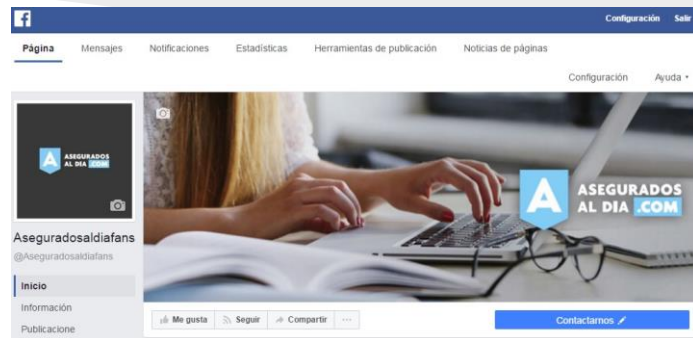 f
Configuración Salir
Página Mensajes Notificaciones Estadísticas Herramientas de publicación Noticias de páginas
Configuración Ayuda
A ASEGURADOS
AL DIA .COM
A ASEGURADOS
AL DIA .COM
Aseguradosaldiafans
@Aseguradosaldiafans
Inicio
Información
Publicacione
Me gusta Seguir Compartir ...
Contactarnos